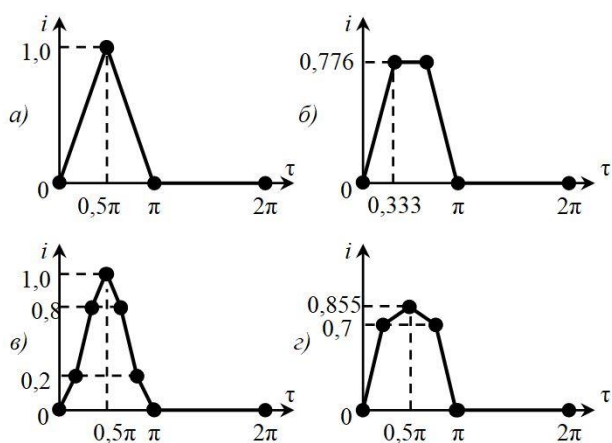 i
1,0
а)
0
0,5π
π
2π
τ
i
0,776
б)
0
0,333
π
2π
τ
i
1,0
0,8
в)
0,2
0
0,5π
π
2π
τ
i
0,855
0,7
г)
0
0,5π
π
2π
τ